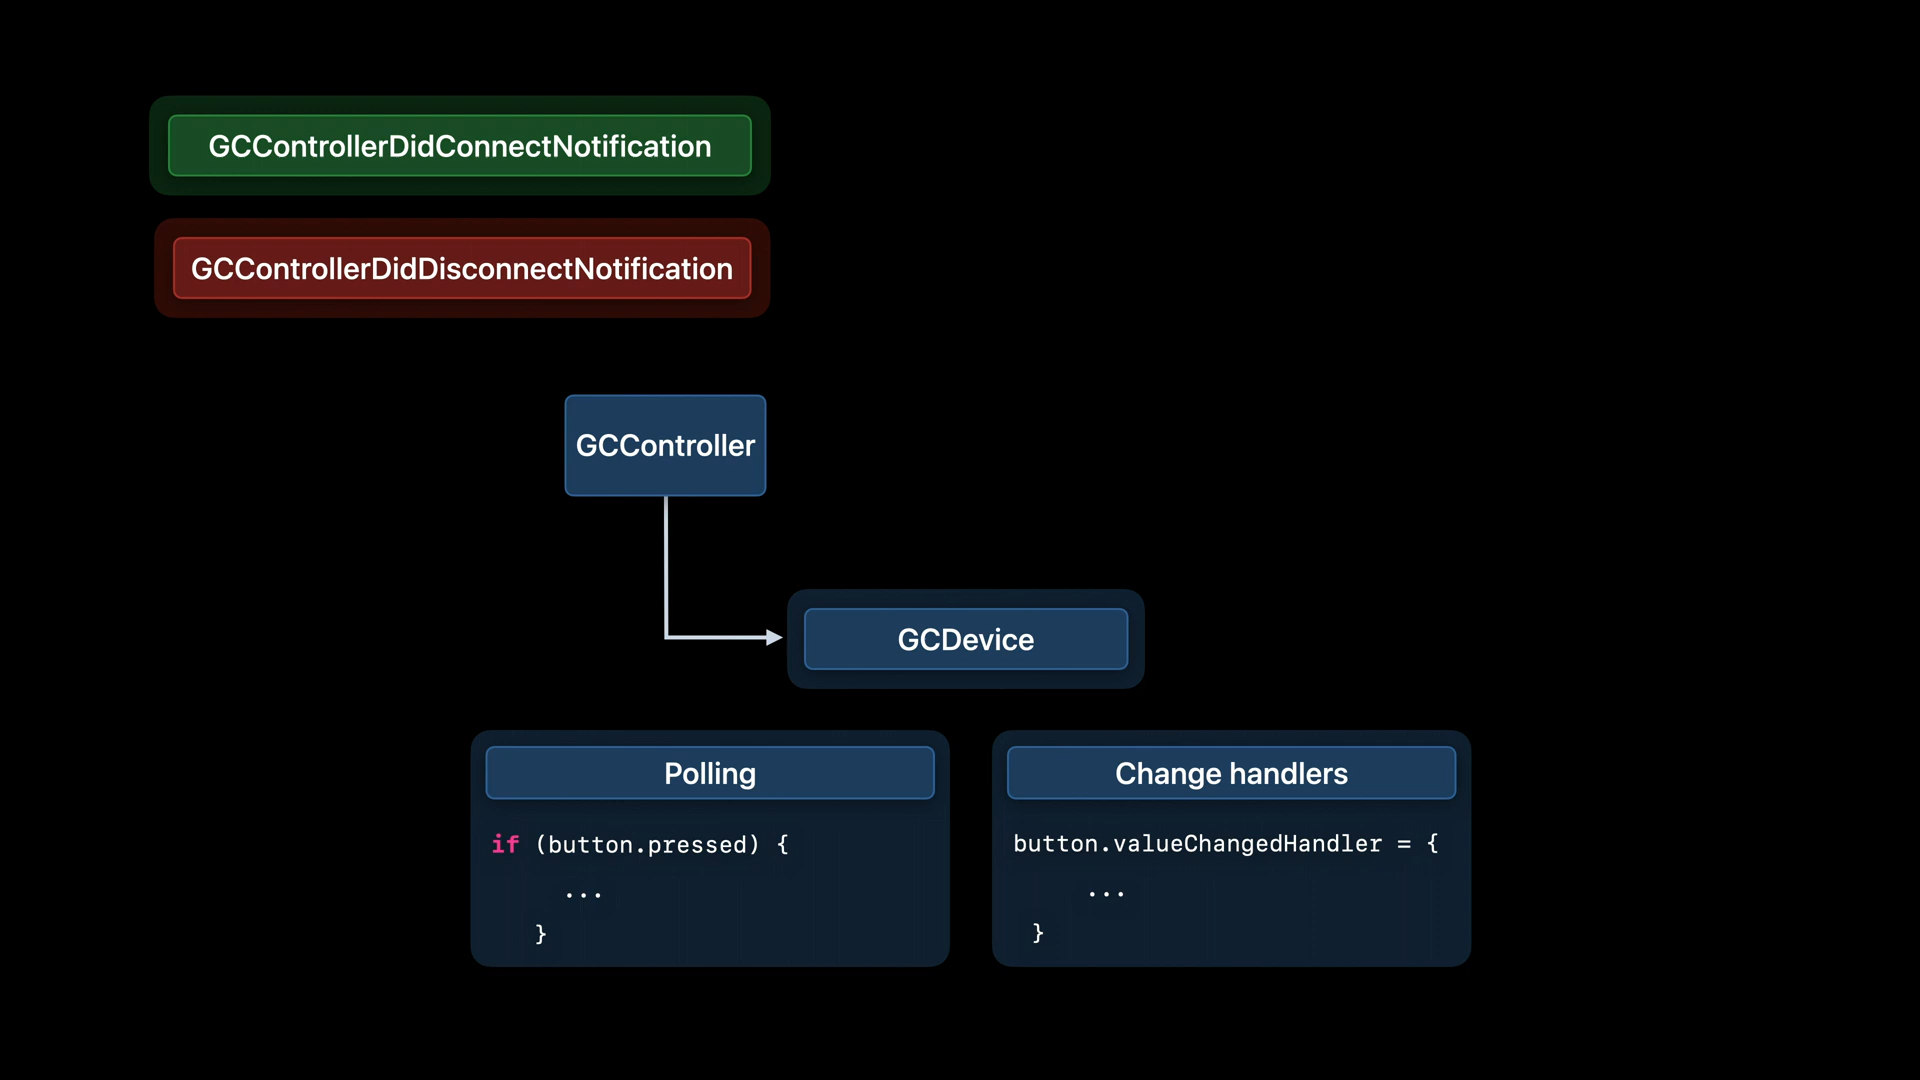 GCControllerDidConnectNotification
GCControllerDidDisconnectNotification
GCController
GCDevice
Polling
if (button.pressed) {
...
}
Change handlers
button.valueChangedHandler = {
...
}